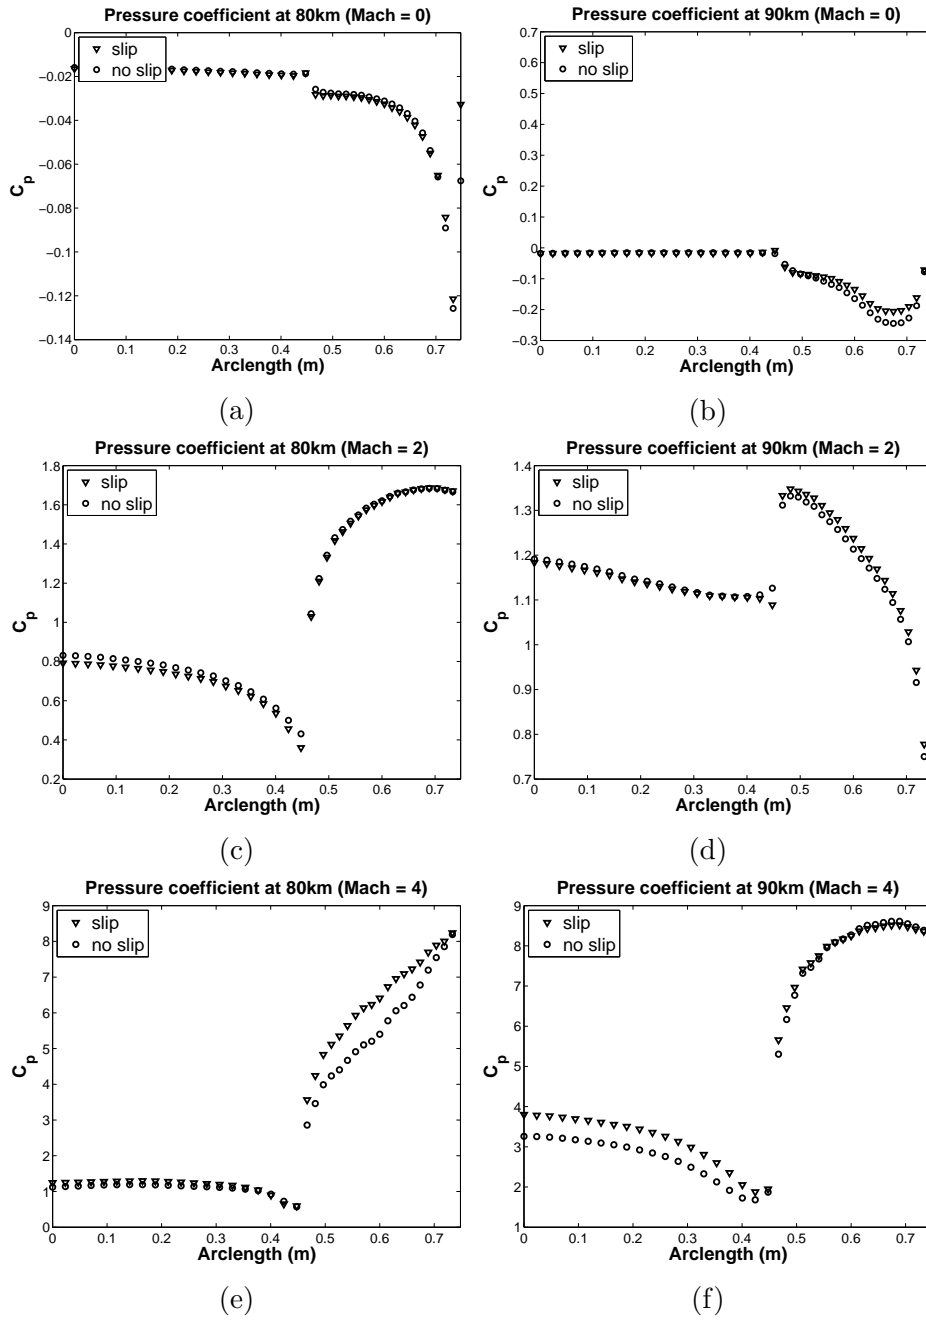 Pressure coefficient at 80km (Mach = 0)
0
slip
no slip
−0.02
−0.04
−0.06
C_p
−0.08
−0.1
−0.12
−0.14
0 0.1 0.2 0.3 0.4 0.5 0.6 0.7
Arclength (m)
(a)
Pressure coefficient at 90km (Mach = 0)
0.7
slip
no slip
0.6
0.5
0.4
0.3
0.2
C_p
0.1
0
−0.1
−0.2
−0.3
0 0.1 0.2 0.3 0.4 0.5 0.6 0.7
Arclength (m)
(b)
Pressure coefficient at 80km (Mach = 2)
1.8
slip
no slip
1.6
1.4
1.2
C_p
1
0.8
0.6
0.4
0.2
0 0.1 0.2 0.3 0.4 0.5 0.6 0.7
Arclength (m)
(c)
Pressure coefficient at 90km (Mach = 2)
1.4
slip
no slip
1.3
1.2
1.1
C_p
1
0.9
0.8
0.7
0 0.1 0.2 0.3 0.4 0.5 0.6 0.7
Arclength (m)
(d)
Pressure coefficient at 80km (Mach = 4)
9
slip
no slip
8
7
6
5
C_p
4
3
2
1
0
0 0.1 0.2 0.3 0.4 0.5 0.6 0.7
Arclength (m)
(e)
Pressure coefficient at 90km (Mach = 4)
9
slip
no slip
8
7
6
5
C_p
4
3
2
1
0 0.1 0.2 0.3 0.4 0.5 0.6 0.7
Arclength (m)
(f)